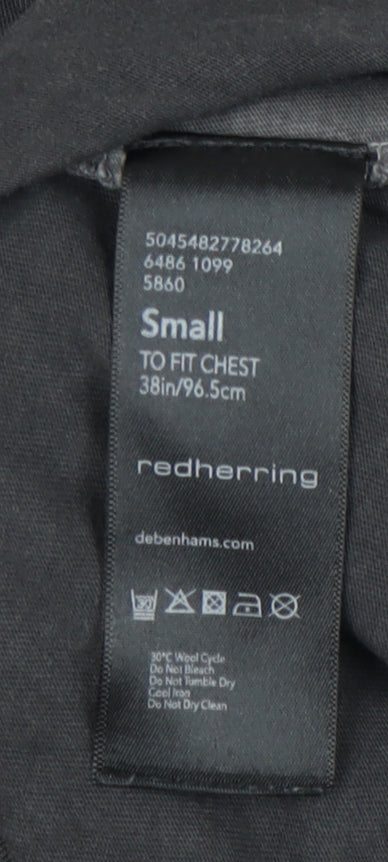 5045482778264
6486 1099
5860
Small
TO FIT CHEST
38in/96.5cm
redherring
debenhams.com
30
30°C Wool Cycle
Do Not Bleach
Do Not Tumble Dry
Cool Iron
Do Not Dry Clean